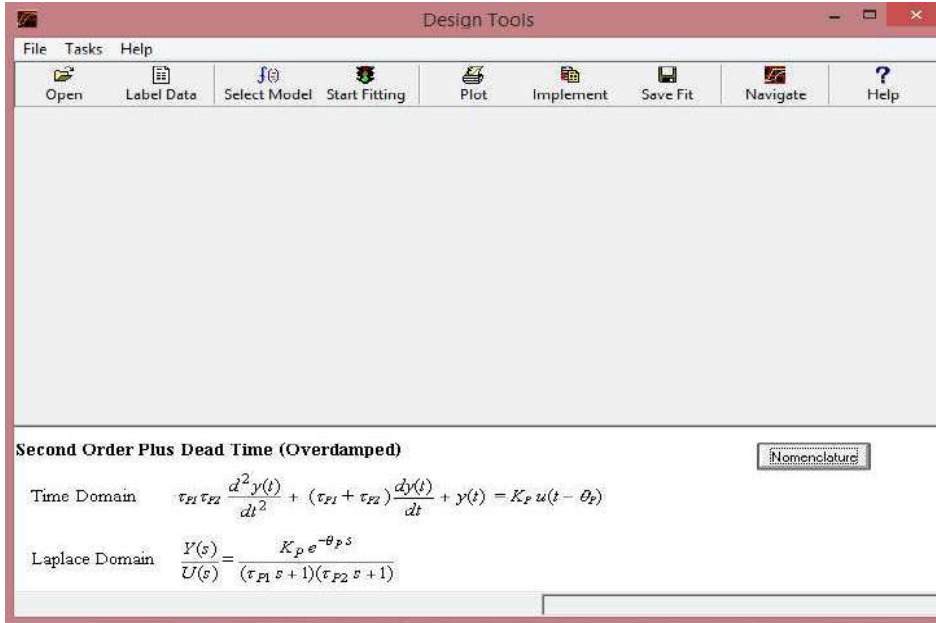 Design Tools
File Tasks Help
Open Label Data Select Model Start Fitting Plot Implement Save Fit Navigate Help
Second Order Plus Dead Time (Overdamped)
Nomenclature
Time Domain τP1 τP2 d²y(t)/dt² + (τP1 + τP2) dy(t)/dt + y(t) = KP u(t − θP)
Laplace Domain Y(s)/U(s) = KP e^−θP s / (τP1 s + 1)(τP2 s + 1)